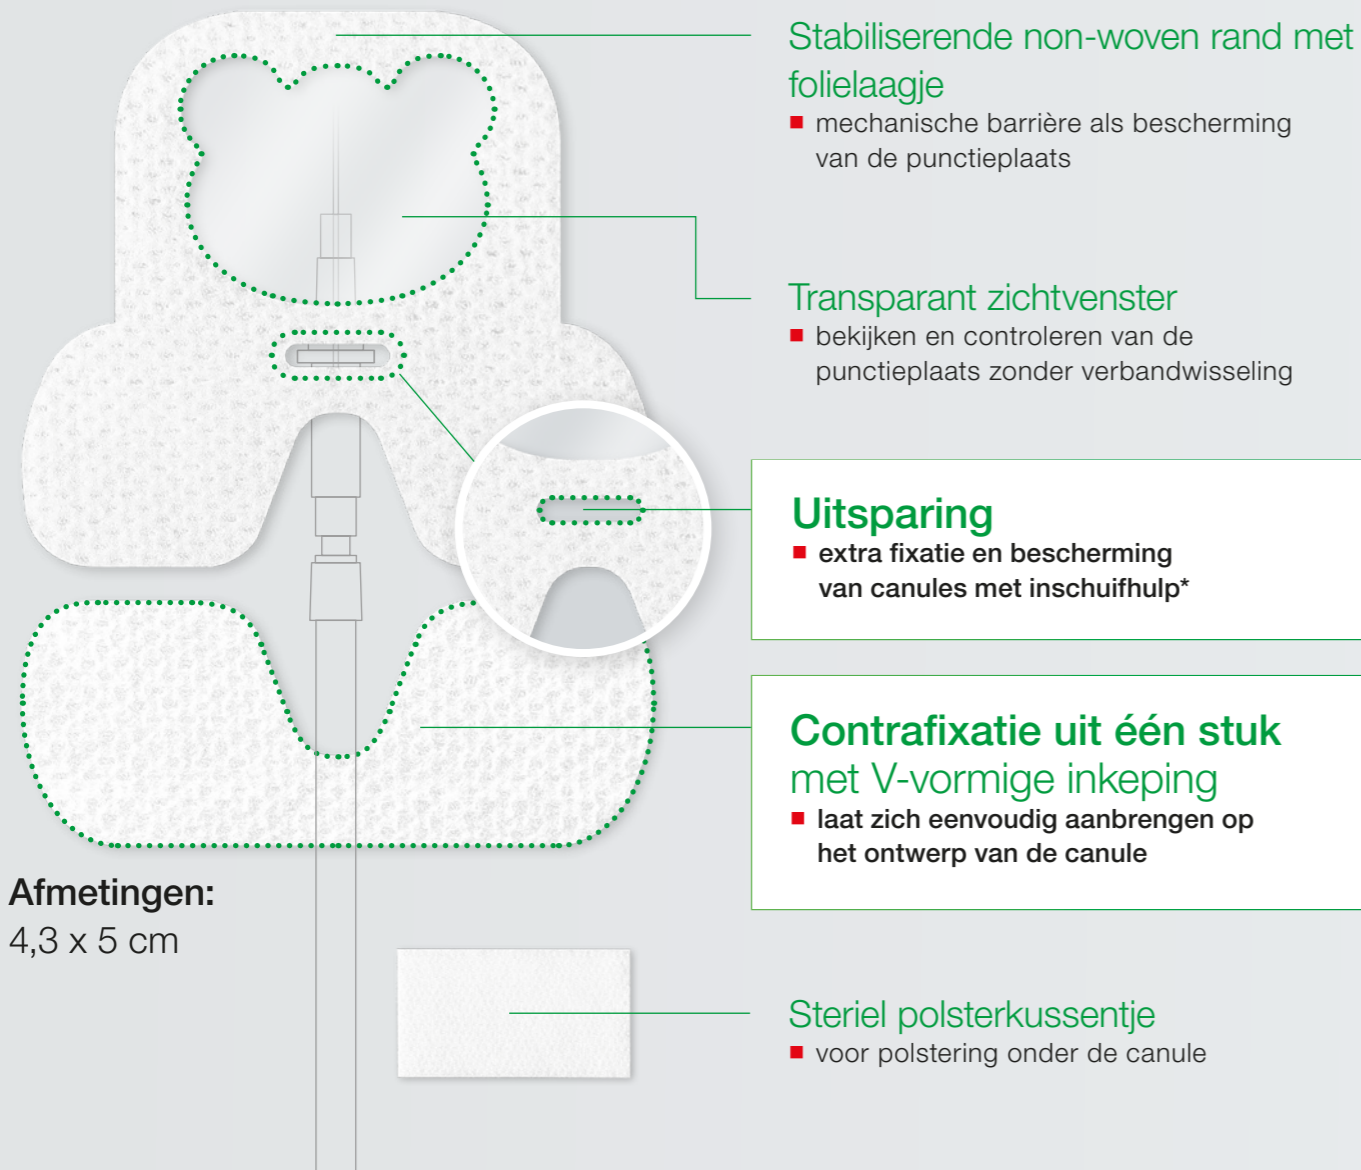 Stabiliserende non-woven rand met
folielaagje
■ mechanische barrière als bescherming
van de punctieplaats
Transparant zichtvenster
■ bekijken en controleren van de
punctieplaats zonder verbandwisseling
Uitsparing
■ extra fixatie en bescherming
van canules met inschuifhulp*
Contrafixatie uit één stuk
met V-vormige inkeping
■ laat zich eenvoudig aanbrengen op
het ontwerp van de canule
Afmetingen:
4,3 x 5 cm
Steriel polsterkussentje
■ voor polstering onder de canule